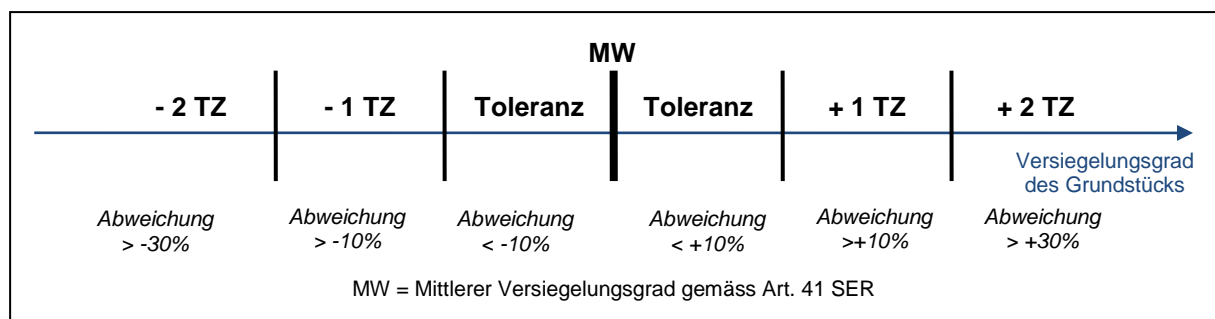 MW
- 2 TZ - 1 TZ Toleranz Toleranz + 1 TZ + 2 TZ
Versiegelungsgrad
des Grundstücks
Abweichung Abweichung Abweichung Abweichung Abweichung Abweichung
> -30% > -10% < -10% < +10% >+10% > +30%
MW = Mittlerer Versiegelungsgrad gemäss Art. 41 SER